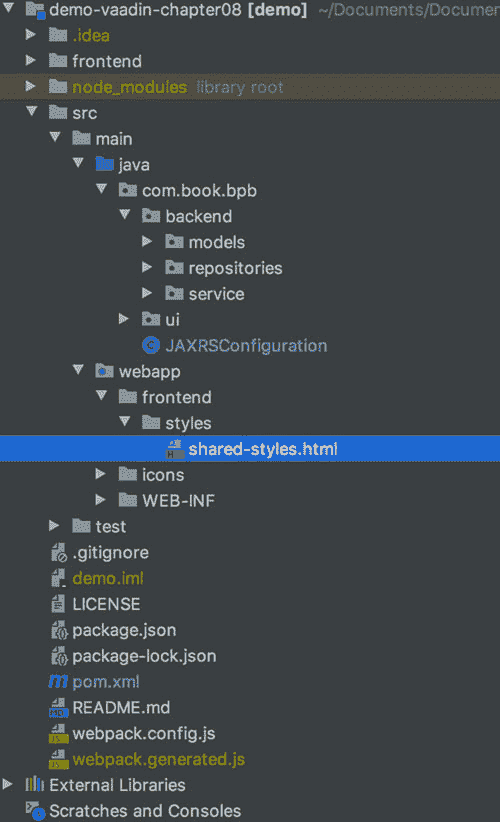 demo-vaadin-chapter08 [demo] ~/Documents/Documen
.idea
frontend
node_modules library root
src
main
java
com.book.bpb
backend
models
repositories
service
ui
JAXRSConfiguration
webapp
frontend
styles
shared-styles.html
icons
WEB-INF
test
.gitignore
demo.iml
LICENSE
package.json
package-lock.json
pom.xml
README.md
webpack.config.js
webpack.generated.js
External Libraries
Scratches and Consoles